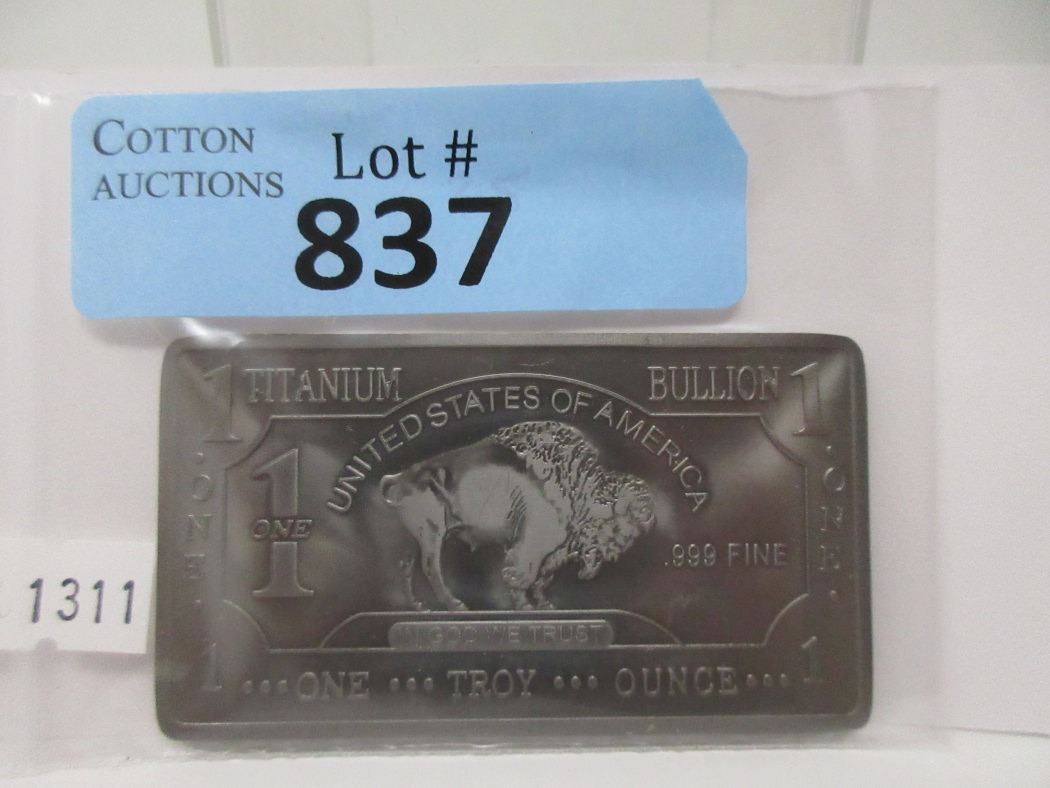 COTTON
AUCTIONS
Lot #
837
1 TITANIUM BULLION 1
UNITED STATES OF AMERICA
1
ONE
.999 FINE
·ONE·
·ONE·
1311
IN GOD WE TRUST
1 ···ONE ··· TROY ··· OUNCE··· 1